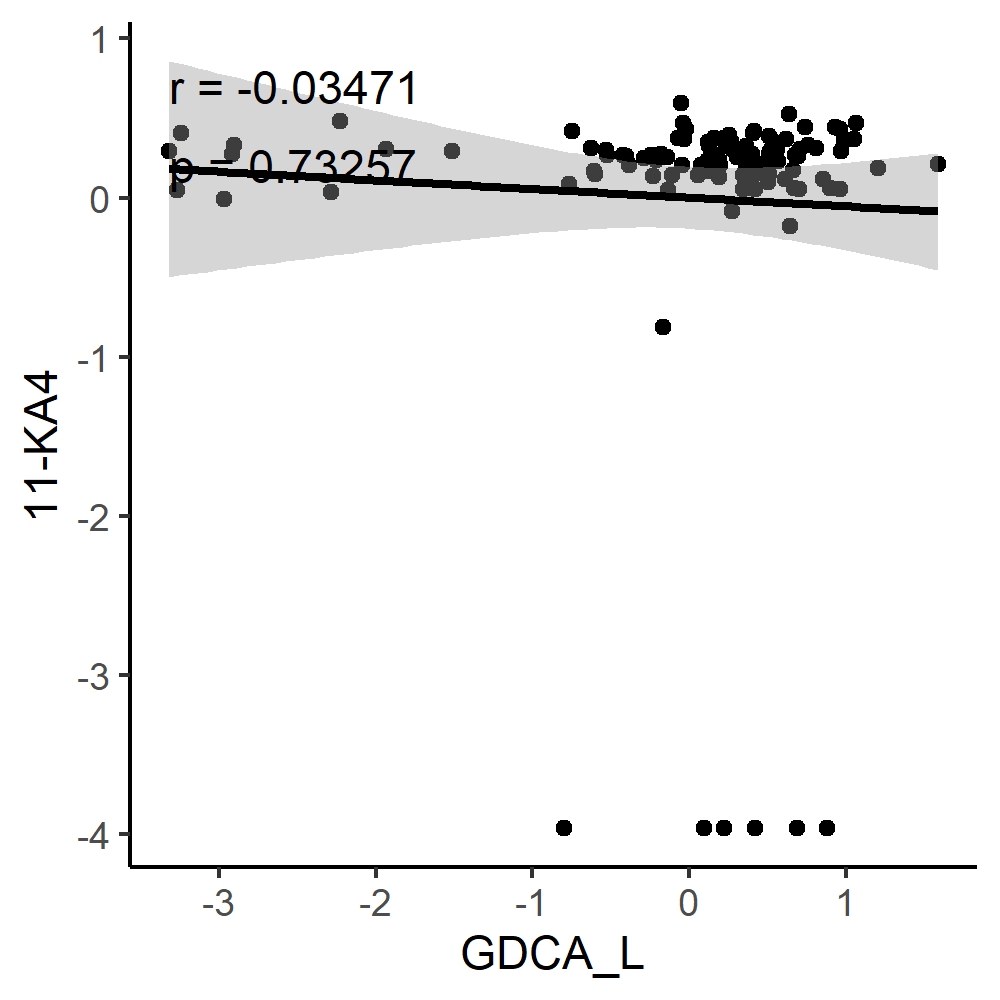 1
r = -0.03471
p = 0.73257
0
-1
11-KA4
-2
-3
-4
-3 -2 -1 0 1
GDCA_L